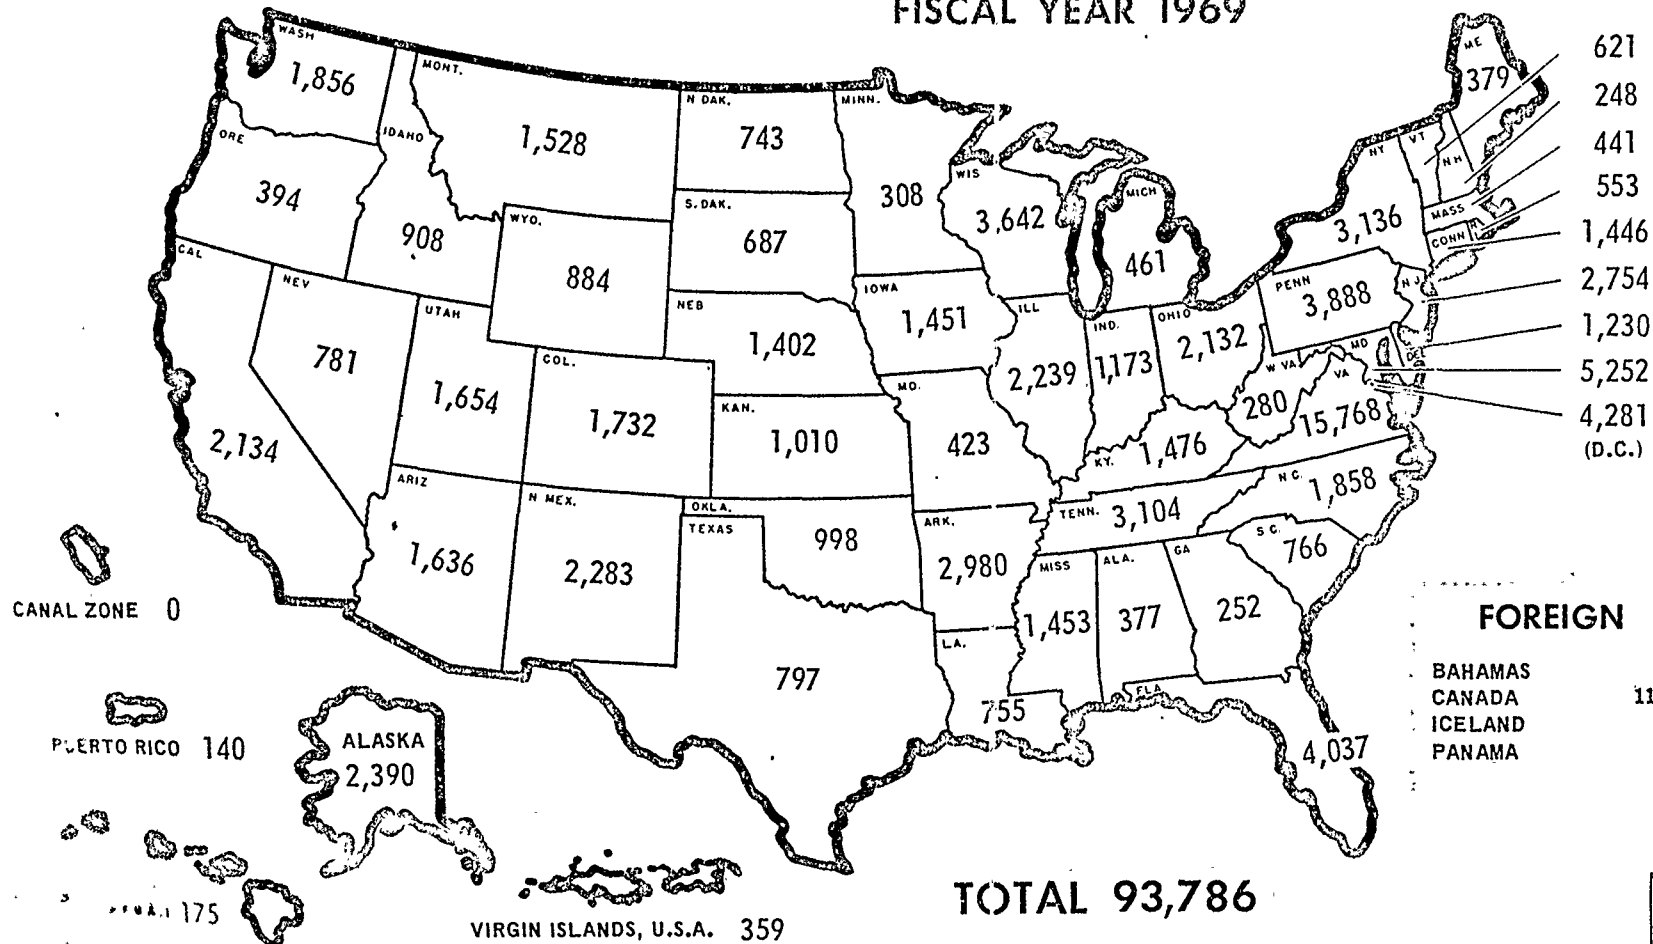 FISCAL YEAR 1969
WASH
1,856
ORE
394
CAL
2,134
NEV
781
IDAHO
908
MONT.
1,528
WYO.
884
UTAH
1,654
COL.
1,732
ARIZ
1,636
N MEX.
2,283
N DAK.
743
S. DAK.
687
NEB
1,402
KAN.
1,010
OKLA.
998
TEXAS
797
MINN.
308
IOWA
1,451
MO.
423
ARK.
2,980
LA.
755
WIS
3,642
ILL
2,239
MICH
461
IND.
1,173
OHIO
2,132
KY.
1,476
TENN.
3,104
MISS
1,453
ALA.
377
GA
252
FLA
4,037
S C.
766
N C.
1,858
VA
15,768
W VA
280
MD
DE
PENN
3,888
N J
NY
3,136
VT
N H
ME
379
MASS
CONN
R I
621
248
441
553
1,446
2,754
1,230
5,252
4,281
(D.C.)
CANAL ZONE 0
PUERTO RICO 140
ALASKA
2,390
175
VIRGIN ISLANDS, U.S.A. 359
TOTAL 93,786
FOREIGN
BAHAMAS
CANADA 11
ICELAND
PANAMA